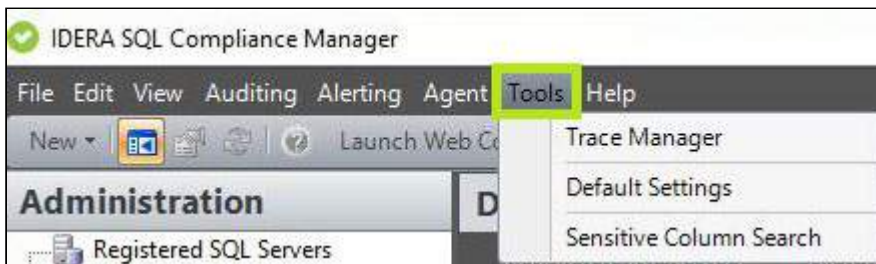 IDERA SQL Compliance Manager
File Edit View Auditing Alerting Agent Tools Help
New Launch Web Co
Trace Manager
Default Settings
Sensitive Column Search
Administration
D
Registered SQL Servers